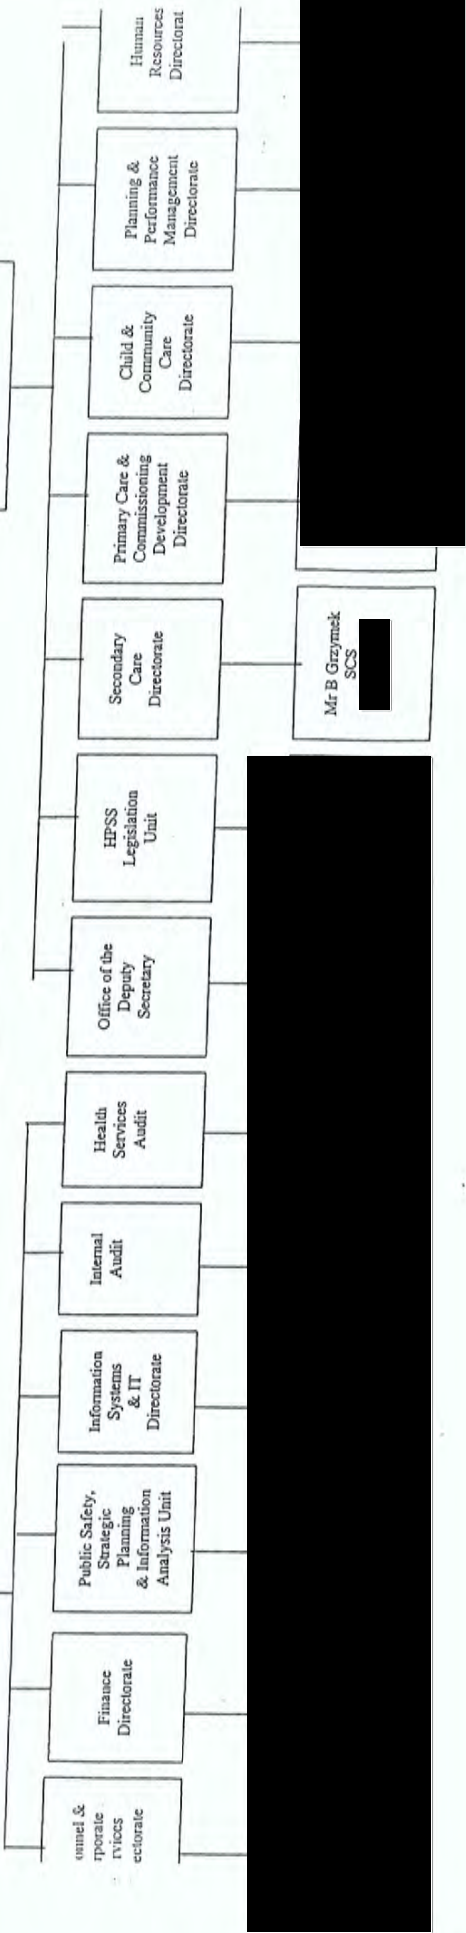 onnel &
rporate
rvices
ectorate
Finance
Directorate
Public Safety,
Strategic
Planning
& Information
Analysis Unit
Information
Systems
& IT
Directorate
Internal
Audit
Health
Services
Audit
Office of the
Deputy
Secretary
HPSS
Legislation
Unit
Secondary
Care
Directorate
Primary Care &
Commissioning
Development
Directorate
Child &
Community
Care
Directorate
Planning &
Performance
Management
Directorate
Human
Resources
Directorat
Mr B Grzymek
SCS